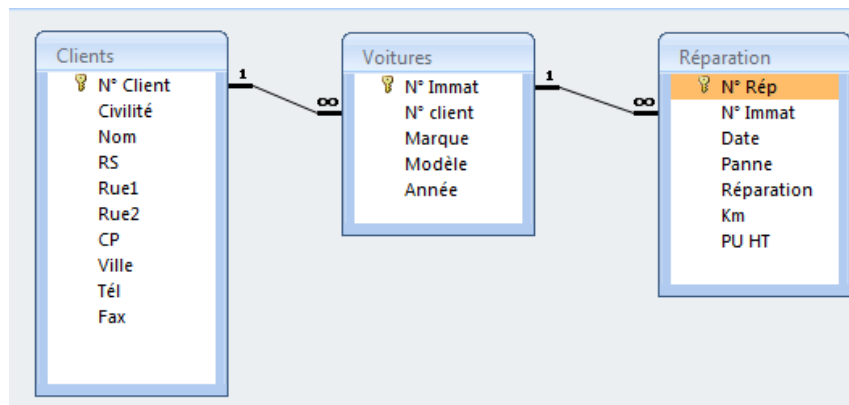 Clients
N° Client
Civilité
Nom
RS
Rue1
Rue2
CP
Ville
Tél
Fax
1
∞
Voitures
N° Immat
N° client
Marque
Modèle
Année
1
∞
Réparation
N° Rép
N° Immat
Date
Panne
Réparation
Km
PU HT